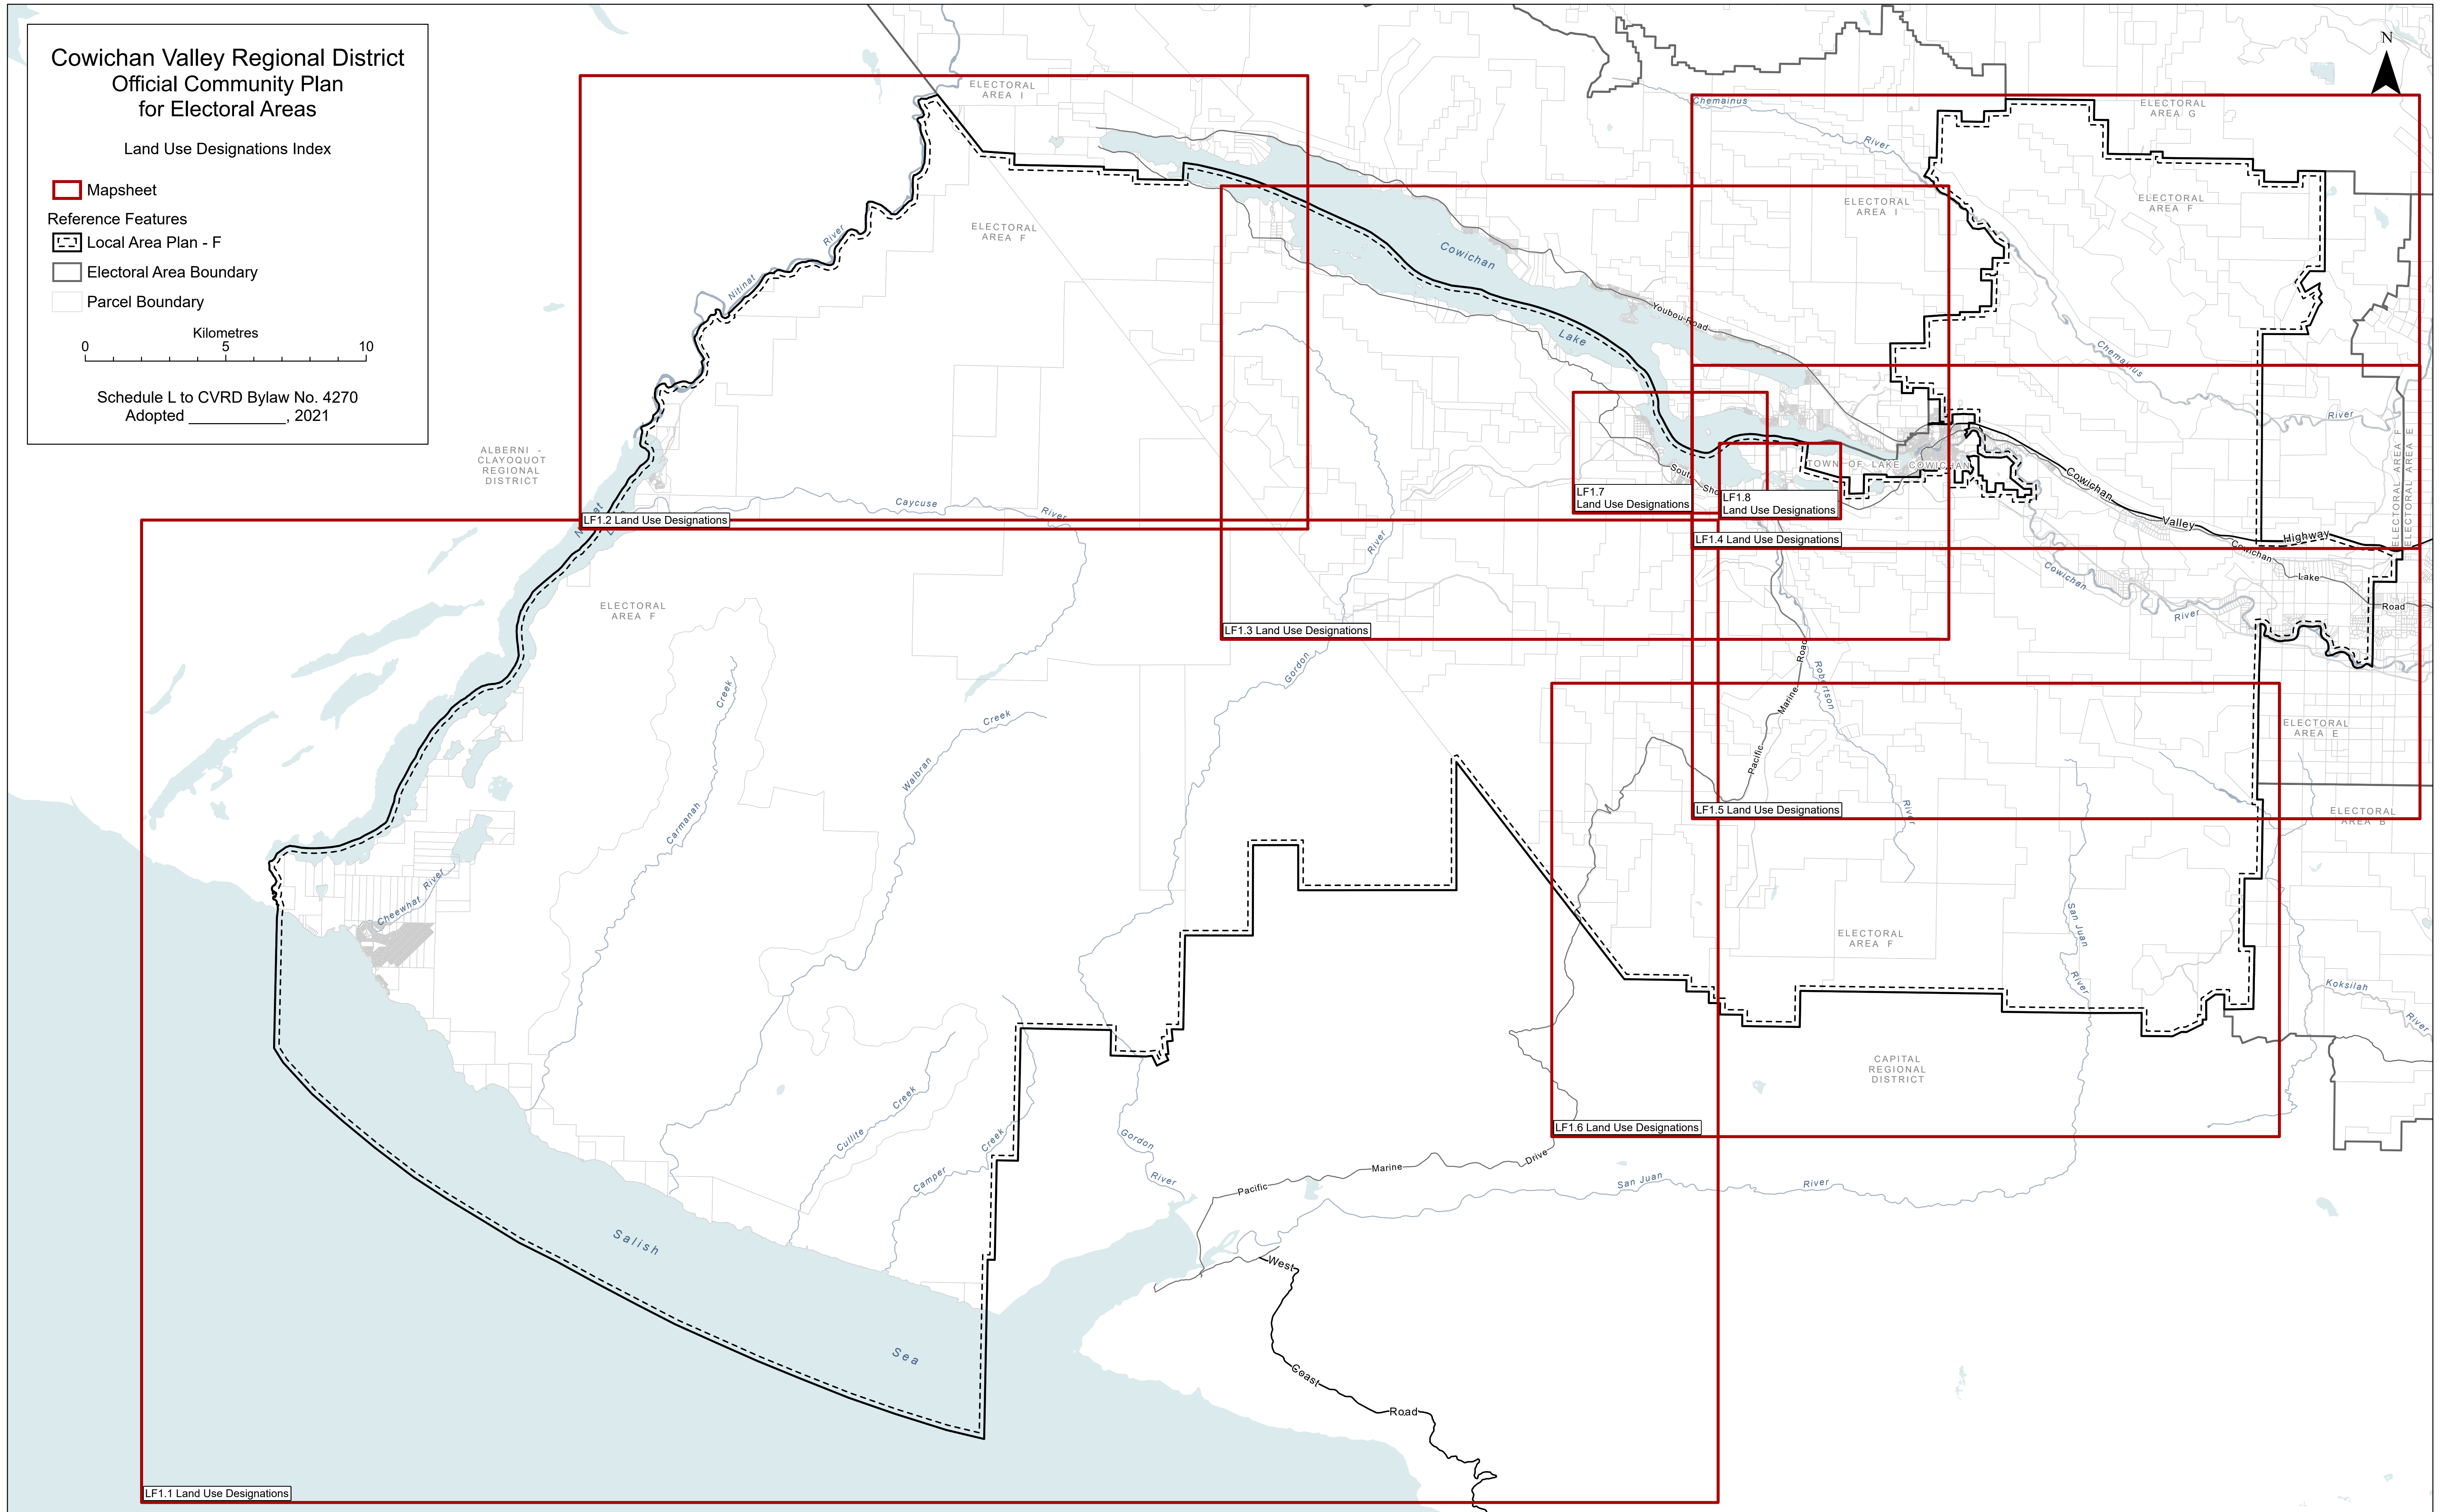 Cowichan Valley Regional District
Official Community Plan
for Electoral Areas
Land Use Designations Index
Mapsheet
Reference Features
Local Area Plan - F
Electoral Area Boundary
Parcel Boundary
Kilometres
0 5 10
Schedule L to CVRD Bylaw No. 4270
Adopted ____________, 2021
N
ELECTORAL
AREA I
ELECTORAL
AREA F
Nitinat
River
ALBERNI -
CLAYOQUOT
REGIONAL
DISTRICT
Caycuse
River
LF1.2 Land Use Designations
Chemainus
River
ELECTORAL
AREA G
ELECTORAL
AREA I
ELECTORAL
AREA F
Cowichan
Lake
Youbou Road
Chemainus
River
LF1.7
Land Use Designations
LF1.8
Land Use Designations
TOWN OF LAKE COWICHAN
LF1.4 Land Use Designations
Cowichan
Valley
Highway
ELECTORAL AREA F
ELECTORAL AREA E
Cowichan
Lake
Road
Cowichan
River
River
LF1.3 Land Use Designations
Gordon
ELECTORAL
AREA F
Creek
Carmanah
Creek
Walbran
Cheewhat
River
Robertson
River
Road
Marine
Pacific
LF1.5 Land Use Designations
ELECTORAL
AREA E
ELECTORAL
AREA B
ELECTORAL
AREA F
San Juan
River
Koksilah
River
CAPITAL
REGIONAL
DISTRICT
LF1.6 Land Use Designations
Cullite
Creek
Camper
Creek
Gordon
River
Pacific
Marine
Drive
San Juan
River
Salish
Sea
West
Coast
Road
LF1.1 Land Use Designations